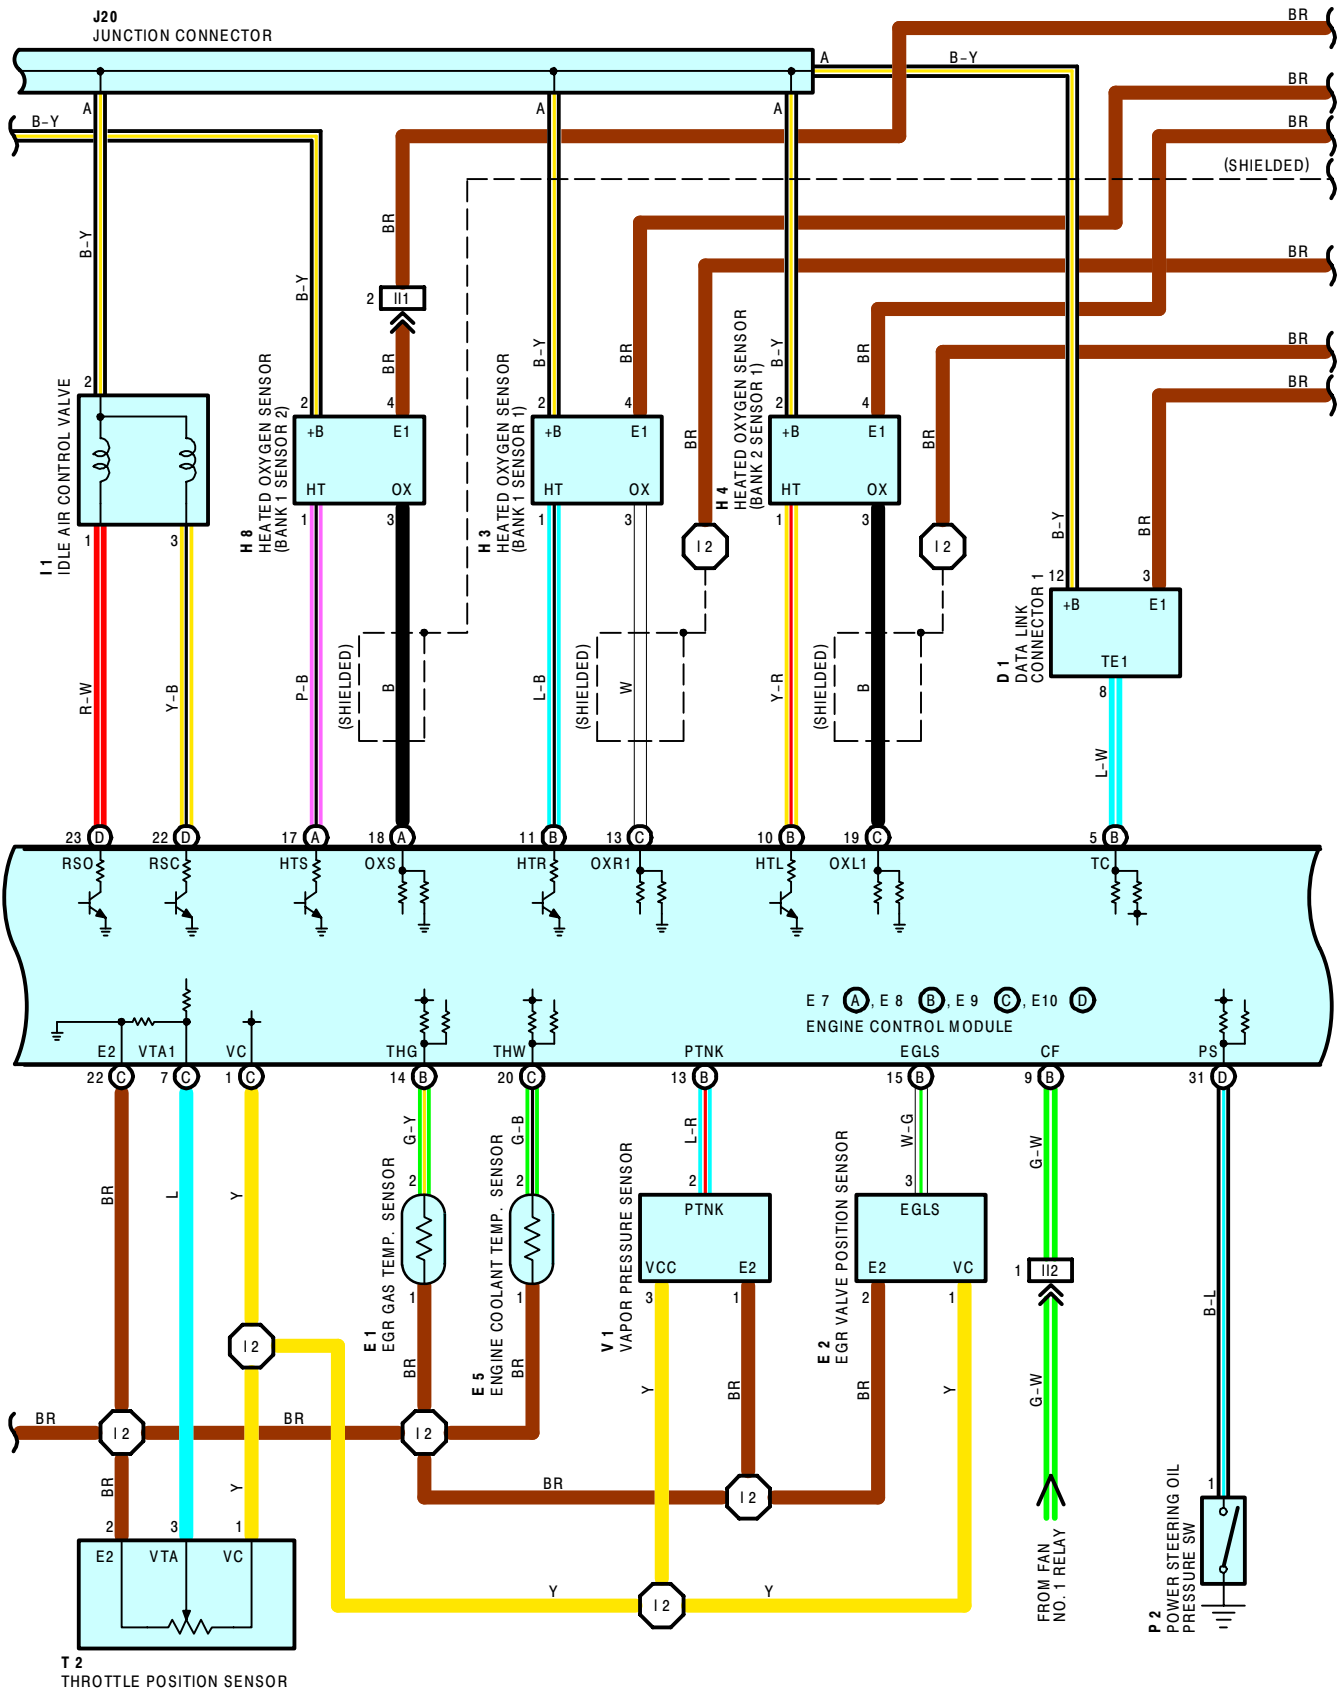 J20
JUNCTION CONNECTOR
BR
A
B-Y
BR
A
A
A
B-Y
BR
(SHIELDED)
B-Y
B-Y
BR
BR
2
II1
B-Y
BR
B-Y
BR
BR
BR
BR
BR
BR
BR
I 1
IDLE AIR CONTROL VALVE
2
1
3
H 8
HEATED OXYGEN SENSOR
(BANK 1 SENSOR 2)
2
4
+B
E1
HT
OX
1
3
H 3
HEATED OXYGEN SENSOR
(BANK 1 SENSOR 1)
2
4
+B
E1
HT
OX
1
3
I 2
H 4
HEATED OXYGEN SENSOR
(BANK 2 SENSOR 1)
2
4
+B
E1
HT
OX
1
3
I 2
B-Y
BR
12
3
+B
E1
TE1
8
D 1
DATA LINK
CONNECTOR 1
R-W
Y-B
P-B
(SHIELDED)
B
L-B
(SHIELDED)
W
Y-R
(SHIELDED)
B
L-W
23 D
22 D
17 A
18 A
11 B
13 C
10 B
19 C
5 B
RSO
RSC
HTS
OXS
HTR
OXR1
HTL
OXL1
TC
E 7 A, E 8 B, E 9 C, E10 D
ENGINE CONTROL MODULE
E2
VTA1
VC
THG
THW
PTNK
EGLS
CF
PS
22 C
7 C
1 C
14 B
20 C
13 B
15 B
9 B
31 D
BR
L
Y
G-Y
G-B
L-R
W-G
G-W
B-L
2
1
E 1
EGR GAS TEMP. SENSOR
2
1
E 5
ENGINE COOLANT TEMP. SENSOR
2
PTNK
VCC
E2
3
1
V 1
VAPOR PRESSURE SENSOR
3
EGLS
E2
VC
2
1
E 2
EGR VALVE POSITION SENSOR
1
II2
I 2
BR
BR
Y
BR
BR
Y
G-W
BR
I 2
BR
I 2
BR
Y
BR
I 2
2
3
1
E2
VTA
VC
T 2
THROTTLE POSITION SENSOR
Y
I 2
Y
FROM FAN
NO. 1 RELAY
1
P 2
POWER STEERING OIL
PRESSURE SW